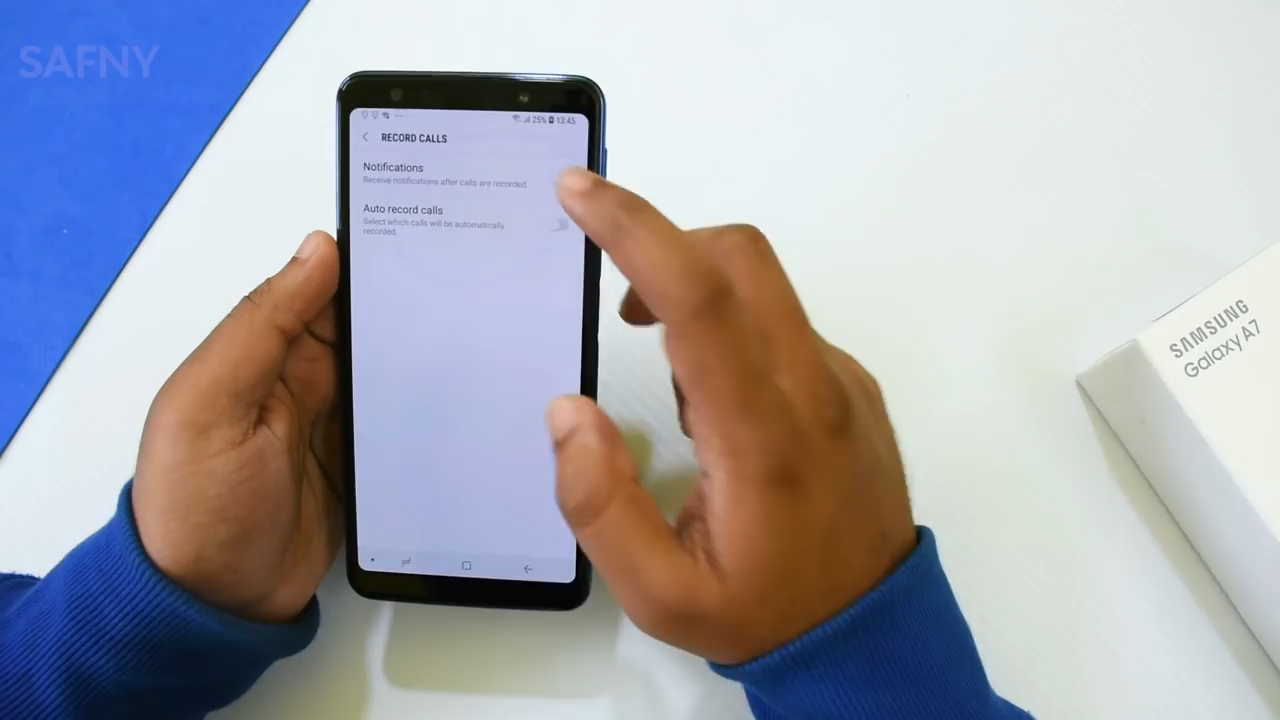 SAFNY
25% 13:45
RECORD CALLS
Notifications
Receive notifications after calls are recorded.
Auto record calls
Select which calls will be automatically
recorded.
SAMSUNG
Galaxy A7